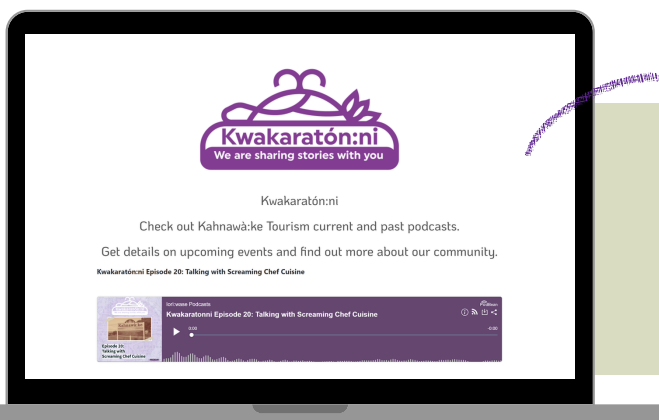 Kwakaratón:ni
We are sharing stories with you
Kwakaratón:ni
Check out Kahnawà:ke Tourism current and past podcasts.
Get details on upcoming events and find out more about our community.
Kwakaratón:ni Episode 20: Talking with Screaming Chef Cuisine
Iorì:wase Podcasts
Kwakaratonni Episode 20: Talking with Screaming Chef Cuisine
0:00
-0:00
Episode 20:
Talking with
Screaming Chef Cuisine